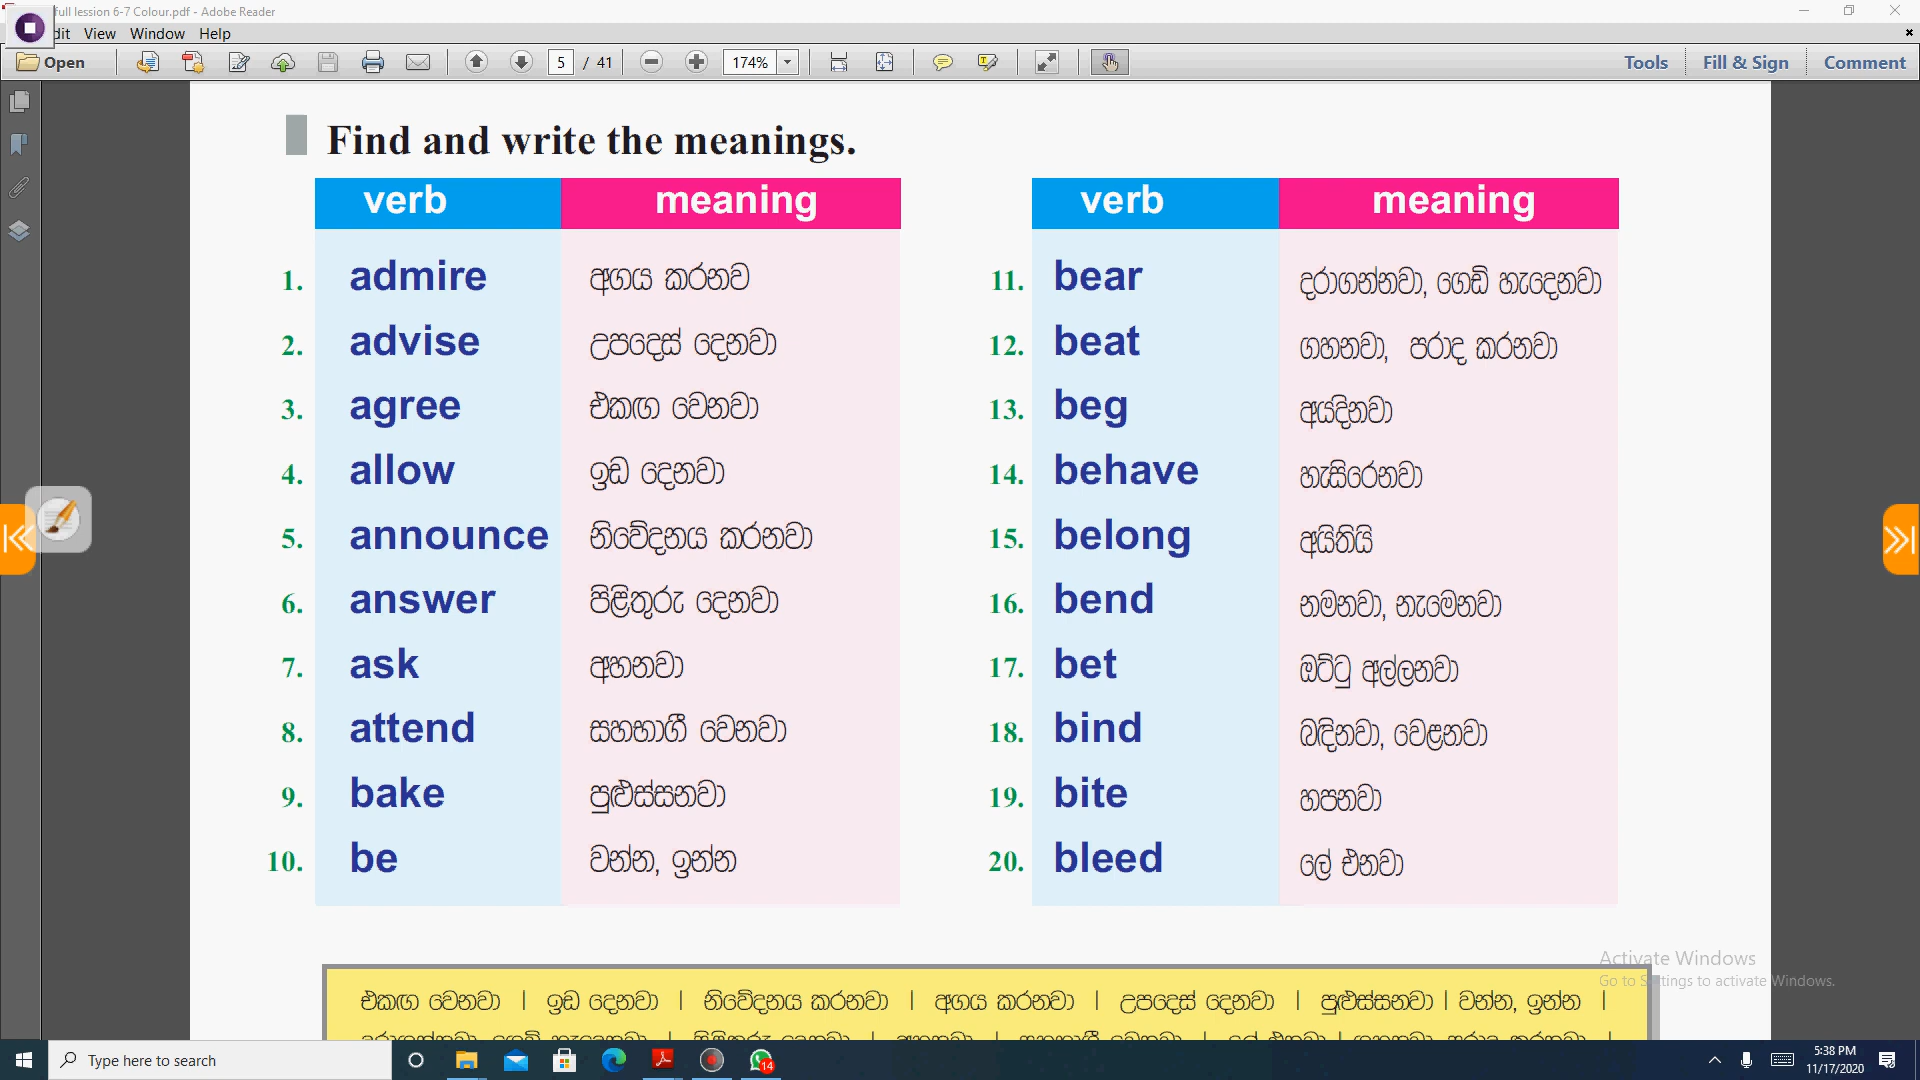 full lession 6-7 Colour.pdf - Adobe Reader
dit View Window Help
Open 5 / 41 174% Tools Fill & Sign Comment
Find and write the meanings.
verb meaning
1. admire අගය කරනව
2. advise උපදෙස් දෙනවා
3. agree එකඟ වෙනවා
4. allow ඉඩ දෙනවා
5. announce නිවේදනය කරනවා
6. answer පිළිතුරු දෙනවා
7. ask අහනවා
8. attend සහභාගී වෙනවා
9. bake පුළුස්සනවා
10. be වන්න, ඉන්න
verb meaning
11. bear දරාගන්නවා, ගෙඩි හැදෙනවා
12. beat ගහනවා, පරාද කරනවා
13. beg අයදිනවා
14. behave හැසිරෙනවා
15. belong අයිතියි
16. bend නමනවා, නැමෙනවා
17. bet ඔට්ටු අල්ලනවා
18. bind බඳිනවා, වෙළනවා
19. bite හපනවා
20. bleed ලේ එනවා
එකඟ වෙනවා | ඉඩ දෙනවා | නිවේදනය කරනවා | අගය කරනවා | උපදෙස් දෙනවා | පුළුස්සනවා | වන්න, ඉන්න |
Activate Windows
Go to Settings to activate Windows.
Type here to search
14
5:38 PM
11/17/2020